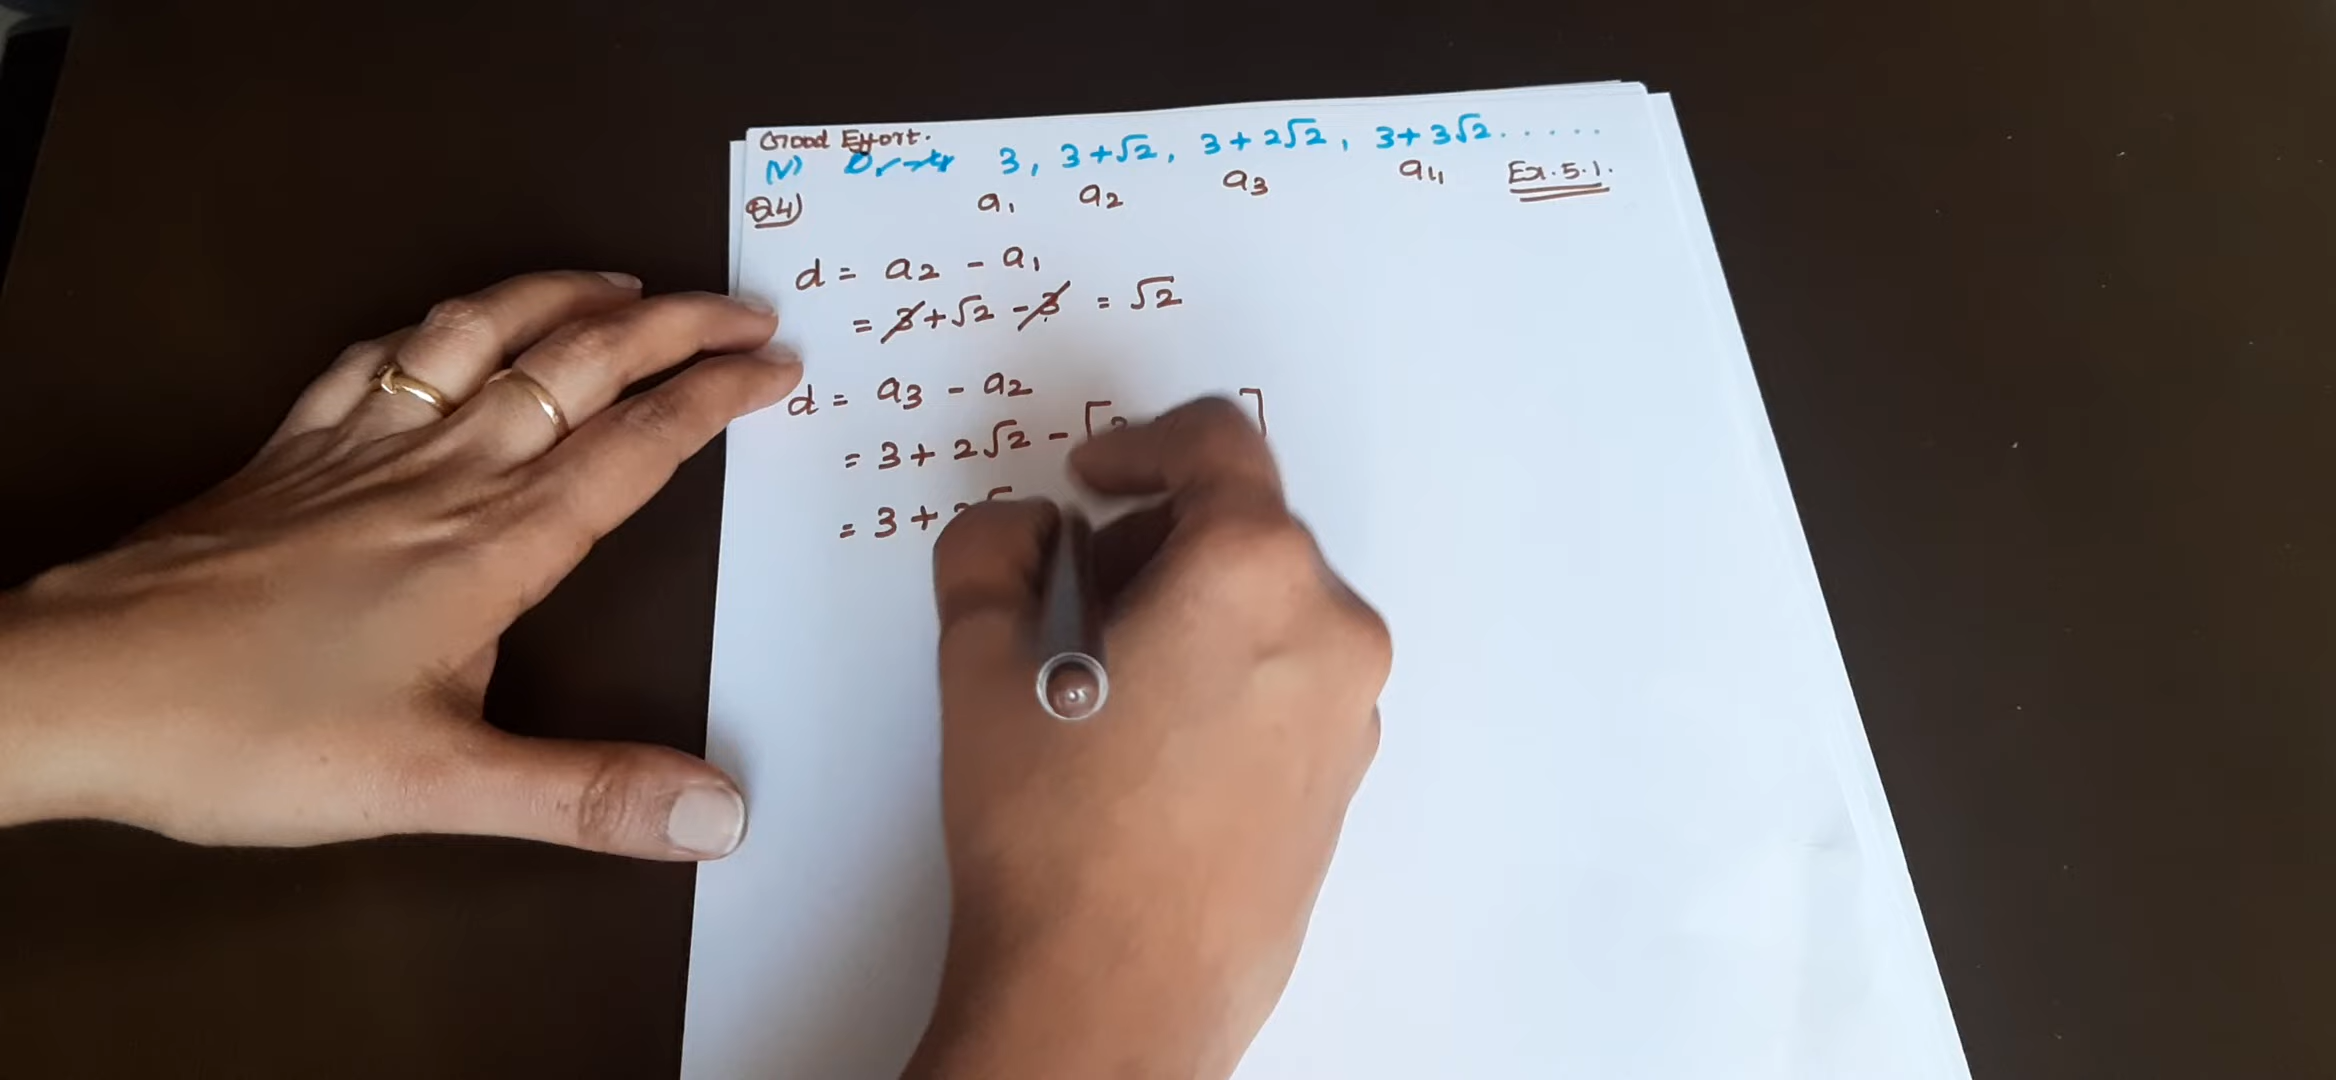 Good Effort.
(V) 3, 3+√2, 3+2√2, 3+3√2.....
Q4) a1 a2 a3 a4 Ex.5.1.
d = a2 - a1
= 3+√2 -3 = √2
d = a3 - a2
= 3+ 2√2 - [ ]
= 3+